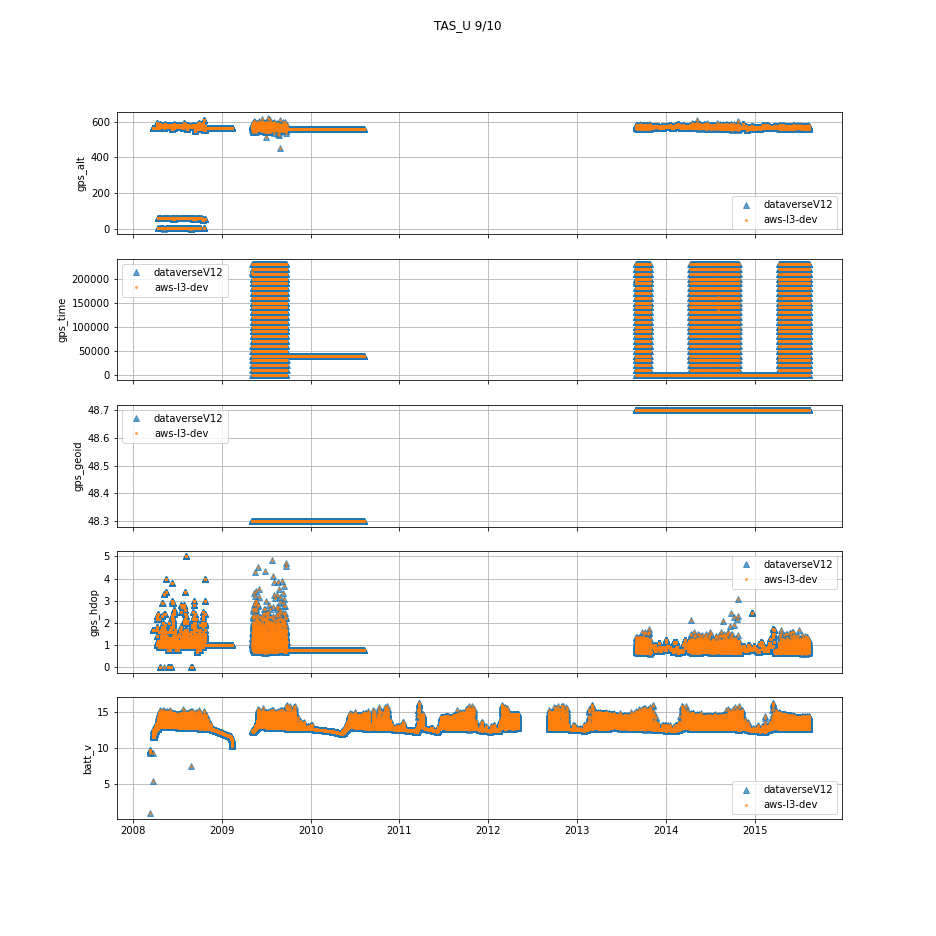 TAS_U 9/10
gps_alt
600
400
200
0
dataverseV12
aws-l3-dev
gps_time
200000
150000
100000
50000
0
dataverseV12
aws-l3-dev
gps_geoid
48.7
48.6
48.5
48.4
48.3
dataverseV12
aws-l3-dev
gps_hdop
5
4
3
2
1
0
dataverseV12
aws-l3-dev
batt_v
15
10
5
dataverseV12
aws-l3-dev
2008 2009 2010 2011 2012 2013 2014 2015